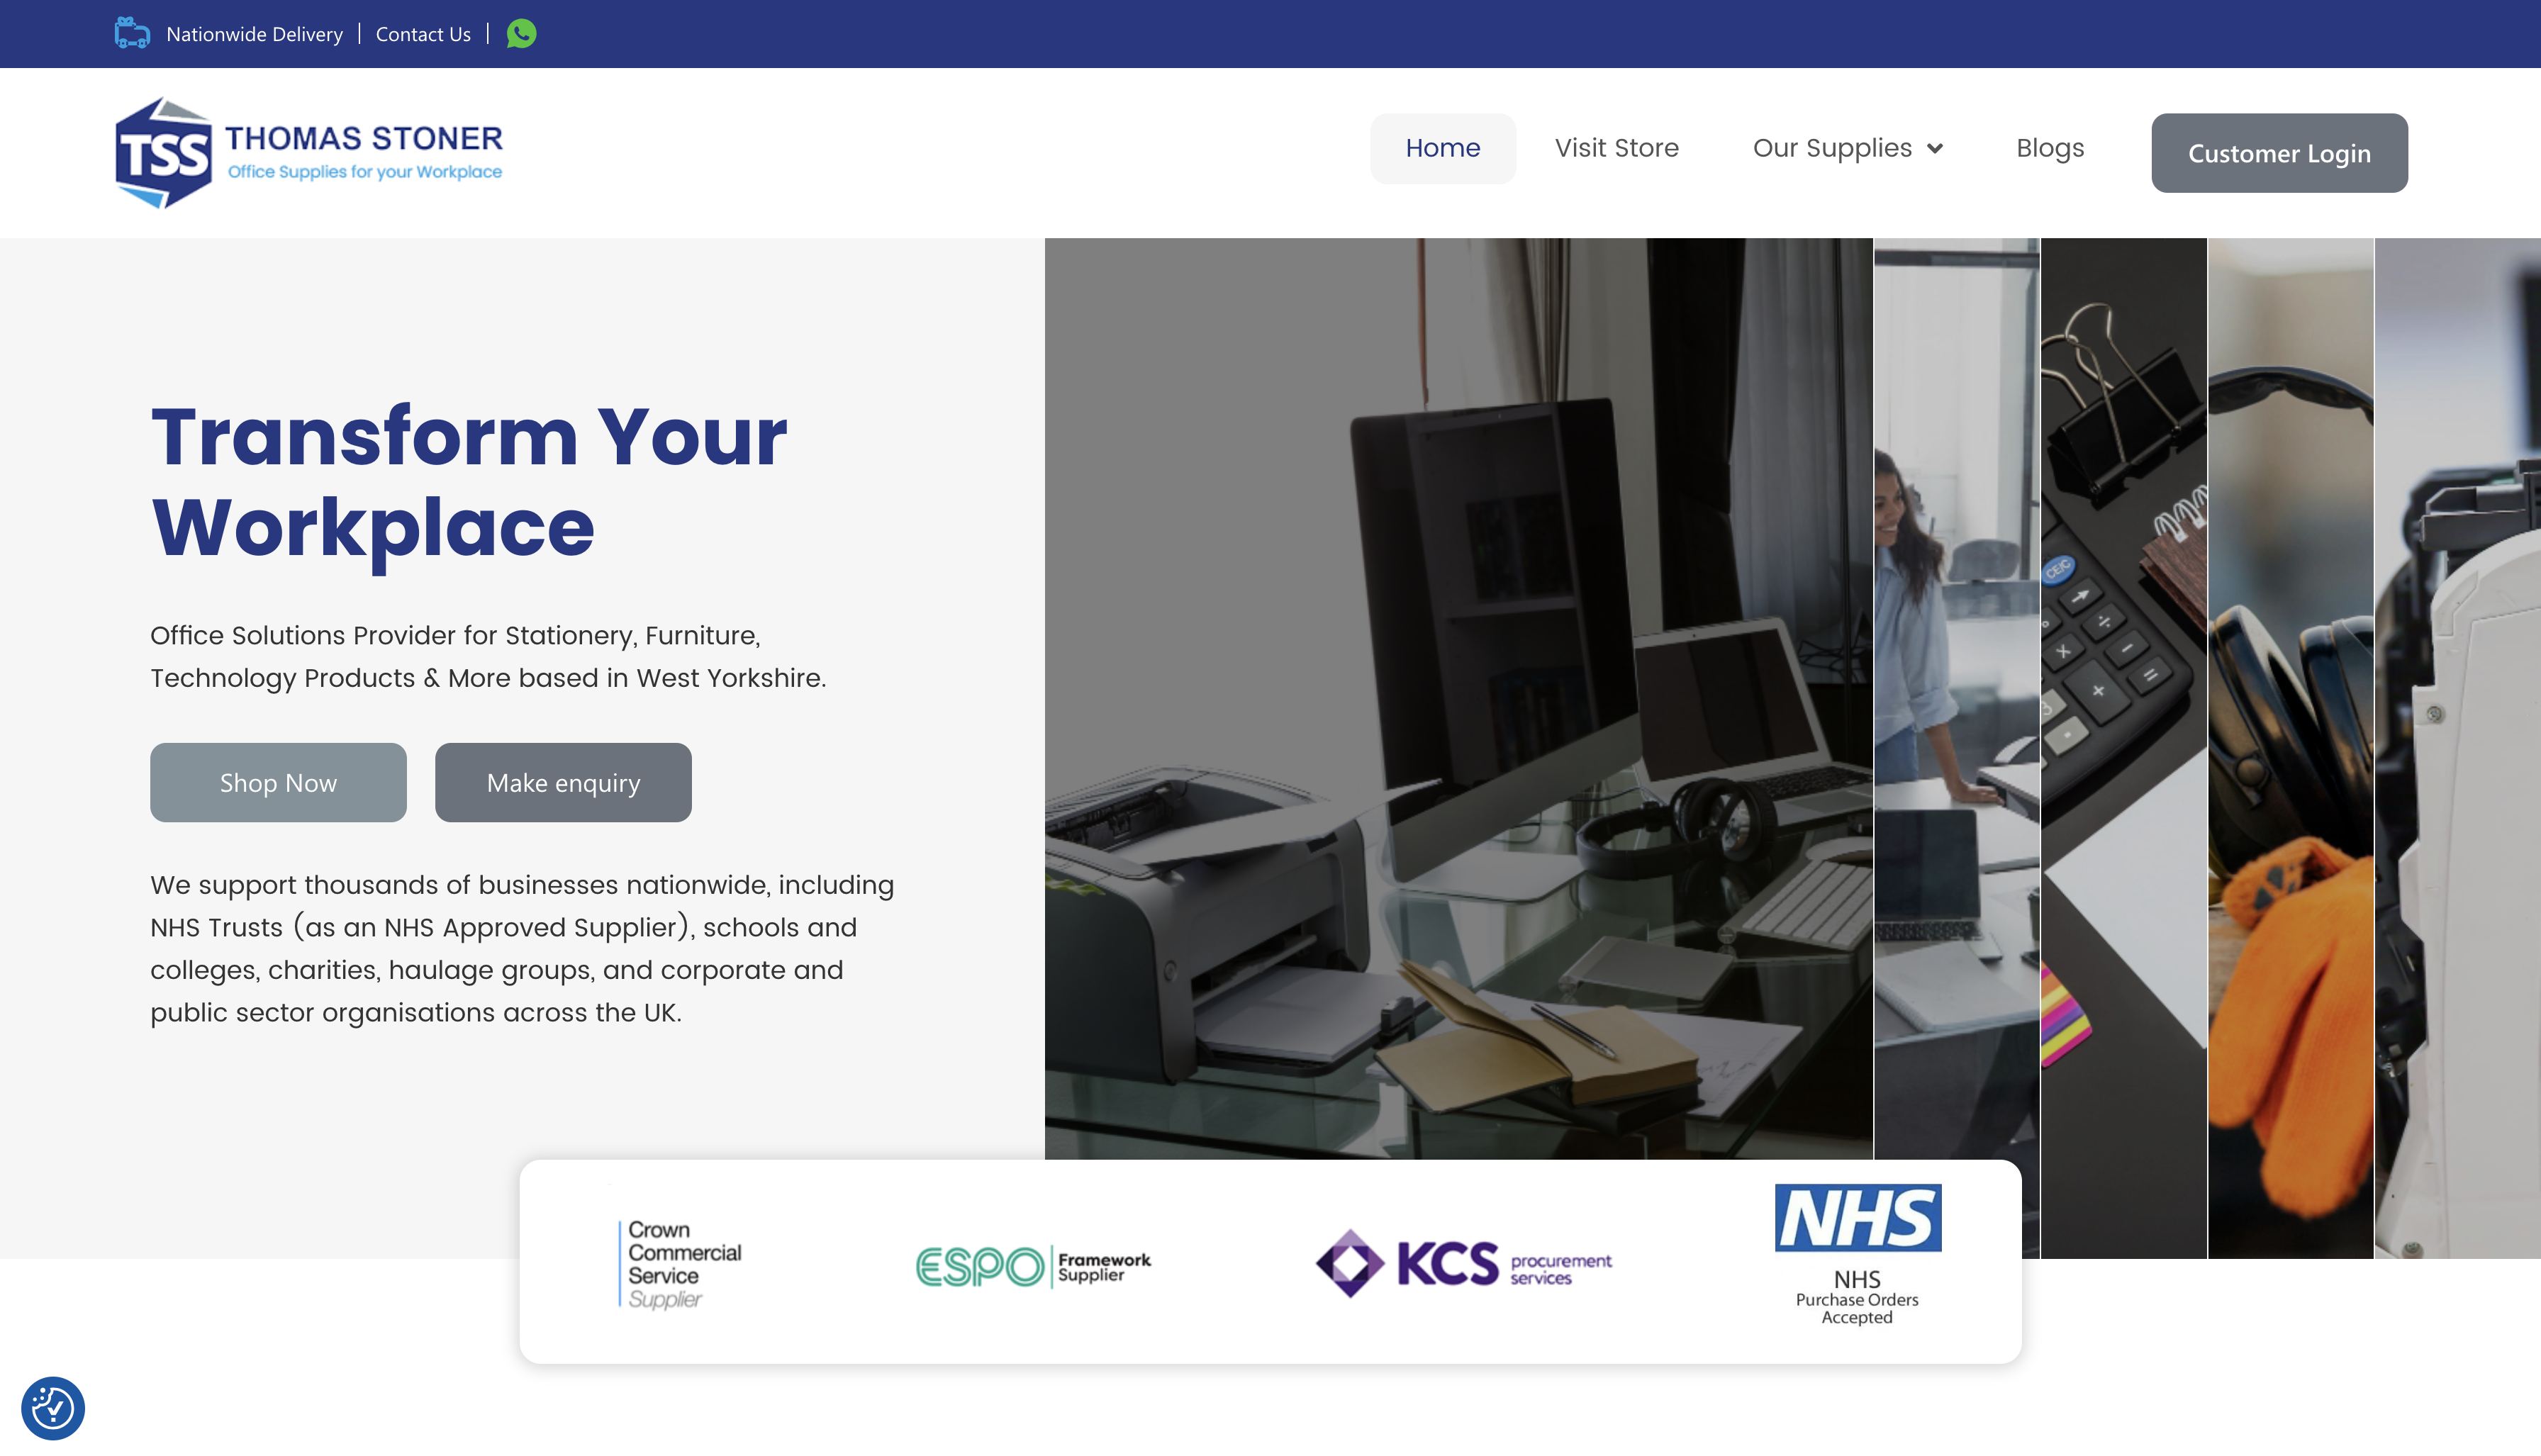 Nationwide Delivery | Contact Us |
TSS
THOMAS STONER
Office Supplies for your Workplace
Home
Visit Store
Our Supplies
Blogs
Customer Login
Transform Your
Workplace
Office Solutions Provider for Stationery, Furniture,
Technology Products & More based in West Yorkshire.
Shop Now
Make enquiry
We support thousands of businesses nationwide, including
NHS Trusts (as an NHS Approved Supplier), schools and
colleges, charities, haulage groups, and corporate and
public sector organisations across the UK.
CE/C
÷
×
−
+
=
3
Crown
Commercial
Service
Supplier
ESPO
Framework
Supplier
KCS
procurement
services
NHS
NHS
Purchase Orders
Accepted